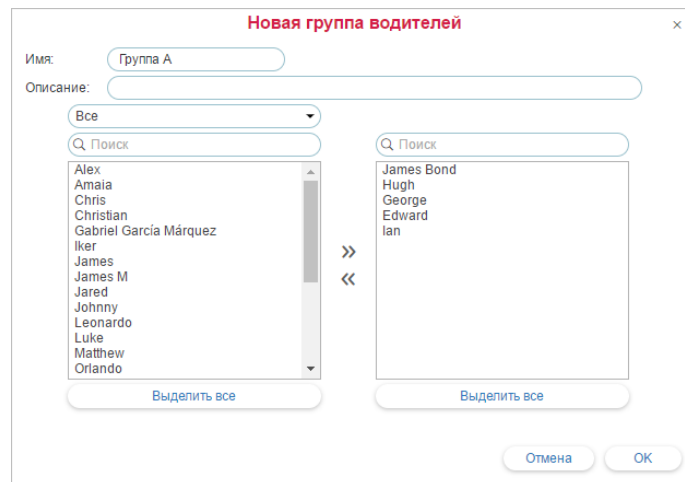 Новая группа водителей
×
Имя:
Группа А
Описание:
Все
Поиск
Поиск
Alex
Amaia
Chris
Christian
Gabriel García Márquez
Iker
James
James M
Jared
Johnny
Leonardo
Luke
Matthew
Orlando
»
«
James Bond
Hugh
George
Edward
Ian
Выделить все
Выделить все
Отмена
OK